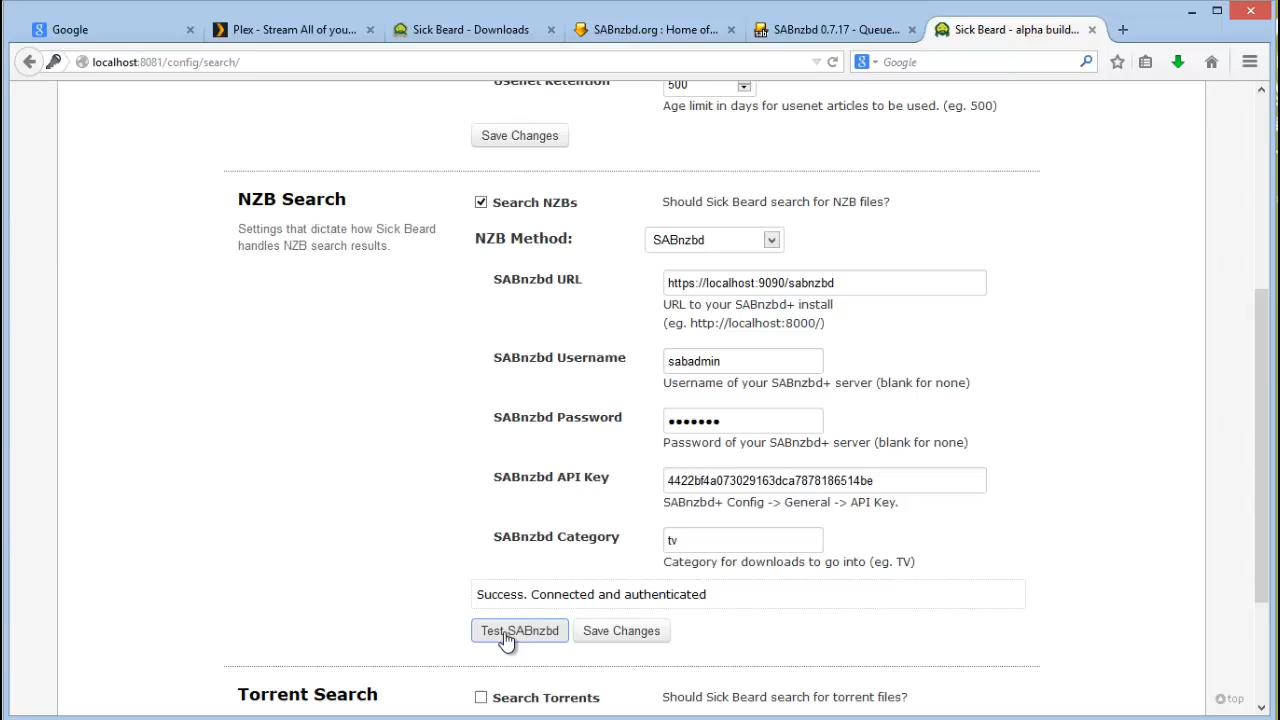 Google
Plex - Stream All of you...
Sick Beard - Downloads
SABnzbd.org : Home of...
SABnzbd 0.7.17 - Queue...
Sick Beard - alpha build...
localhost:8081/config/search/
Google
Usenet Retention
500
Age limit in days for usenet articles to be used. (eg. 500)
Save Changes
NZB Search
Search NZBs
Should Sick Beard search for NZB files?
Settings that dictate how Sick Beard
handles NZB search results.
NZB Method:
SABnzbd
SABnzbd URL
https://localhost:9090/sabnzbd
URL to your SABnzbd+ install
(eg. http://localhost:8000/)
SABnzbd Username
sabadmin
Username of your SABnzbd+ server (blank for none)
SABnzbd Password
•••••••
Password of your SABnzbd+ server (blank for none)
SABnzbd API Key
4422bf4a073029163dca7878186514be
SABnzbd+ Config -> General -> API Key.
SABnzbd Category
tv
Category for downloads to go into (eg. TV)
Success. Connected and authenticated
Test SABnzbd
Save Changes
Torrent Search
Search Torrents
Should Sick Beard search for torrent files?
top